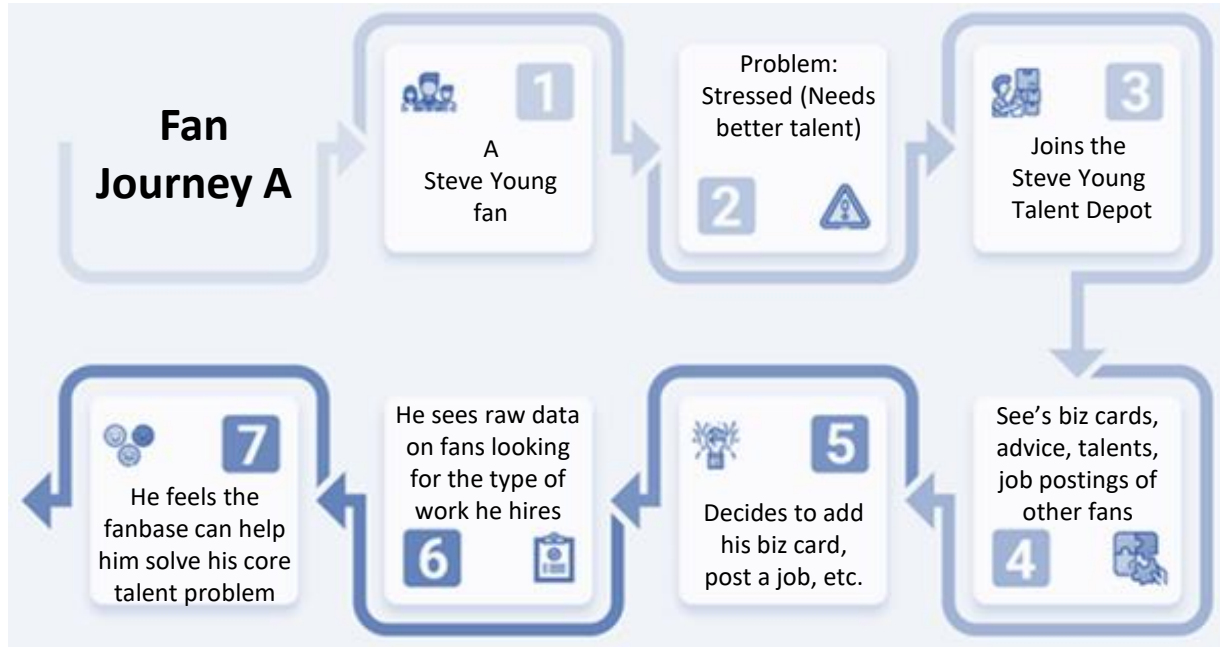 Fan
Journey A
1
A
Steve Young
fan
Problem:
Stressed (Needs
better talent)
2
3
Joins the
Steve Young
Talent Depot
See's biz cards,
advice, talents,
job postings of
other fans
4
5
Decides to add
his biz card,
post a job, etc.
He sees raw data
on fans looking
for the type of
work he hires
6
7
He feels the
fanbase can help
him solve his core
talent problem